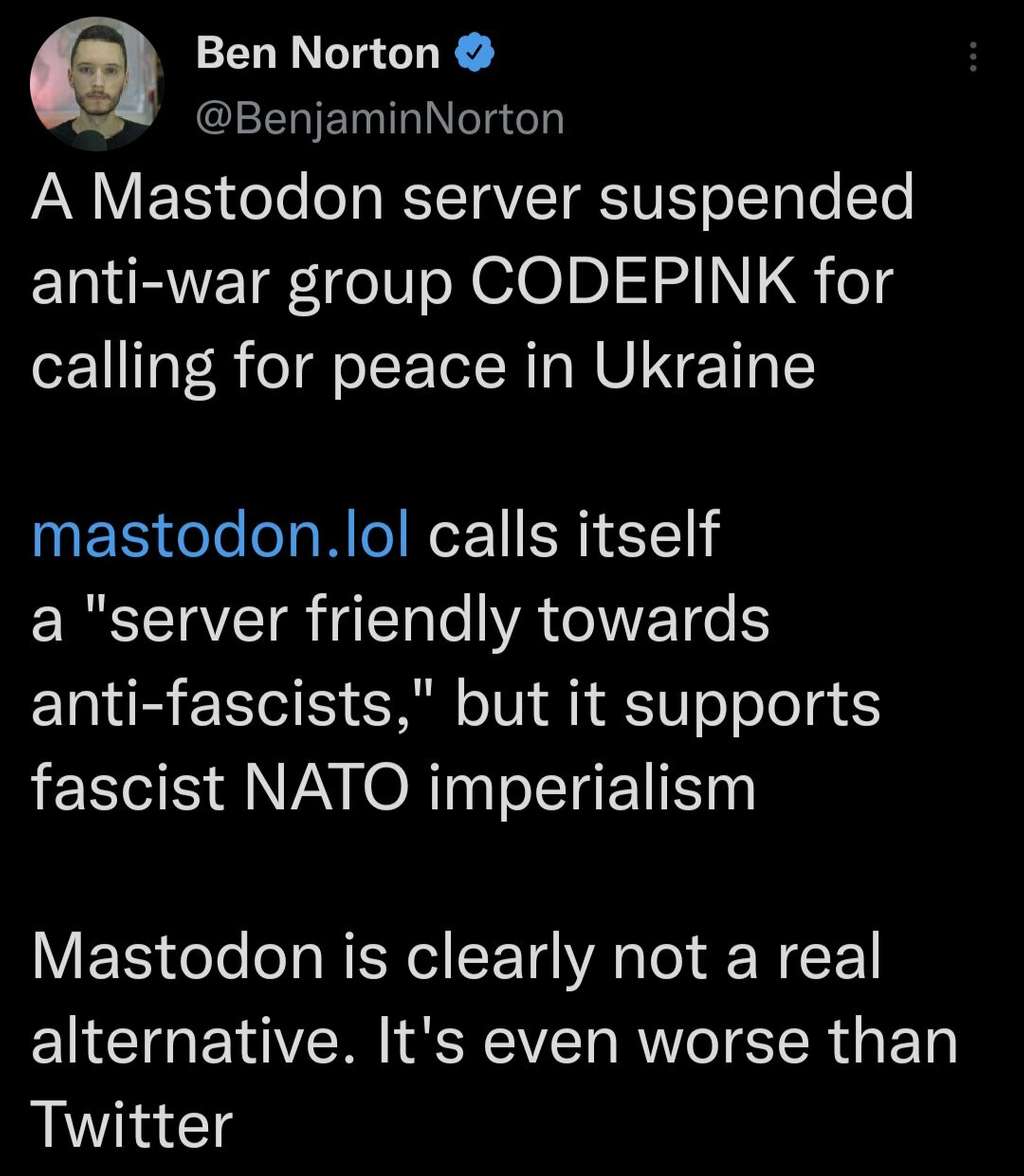 Ben Norton
@BenjaminNorton
A Mastodon server suspended
anti-war group CODEPINK for
calling for peace in Ukraine
mastodon.lol calls itself
a "server friendly towards
anti-fascists," but it supports
fascist NATO imperialism
Mastodon is clearly not a real
alternative. It's even worse than
Twitter